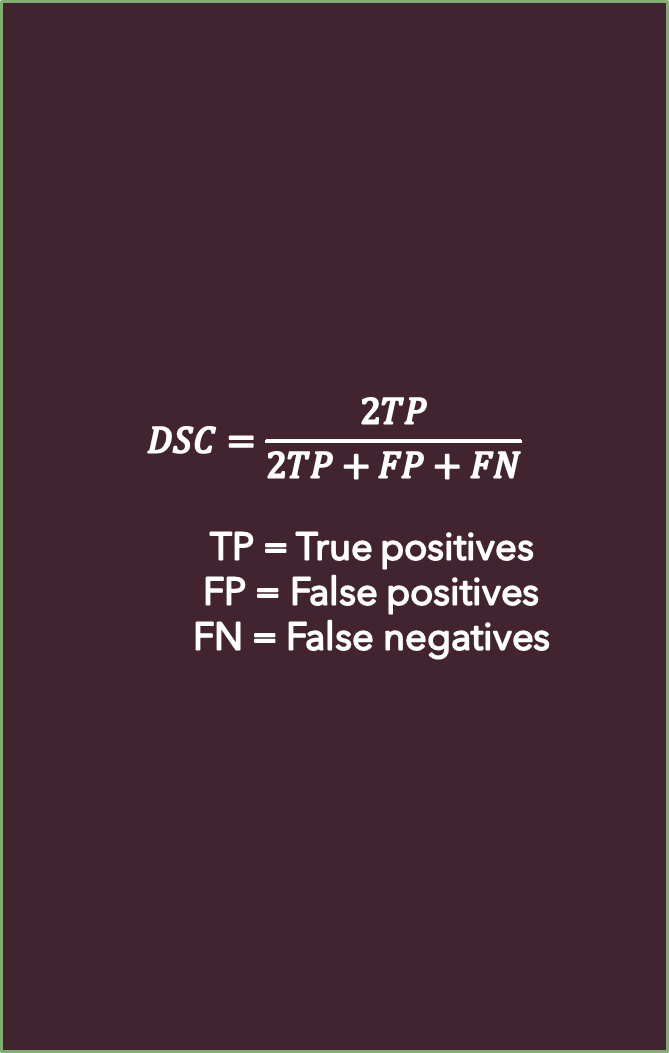 DSC = 2TP / 2TP + FP + FN
TP = True positives
FP = False positives
FN = False negatives